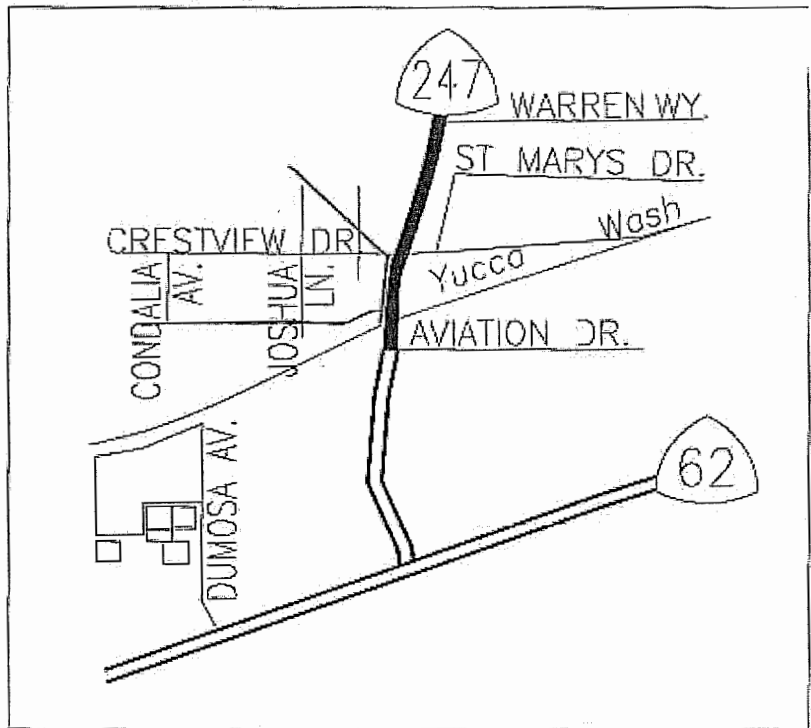 247
WARREN WY.
ST MARYS DR.
CRESTVIEW DR.
Yucca Wash
CONDALIA AV.
JOSHUA LN.
AVIATION DR.
DUMOSA AV.
62